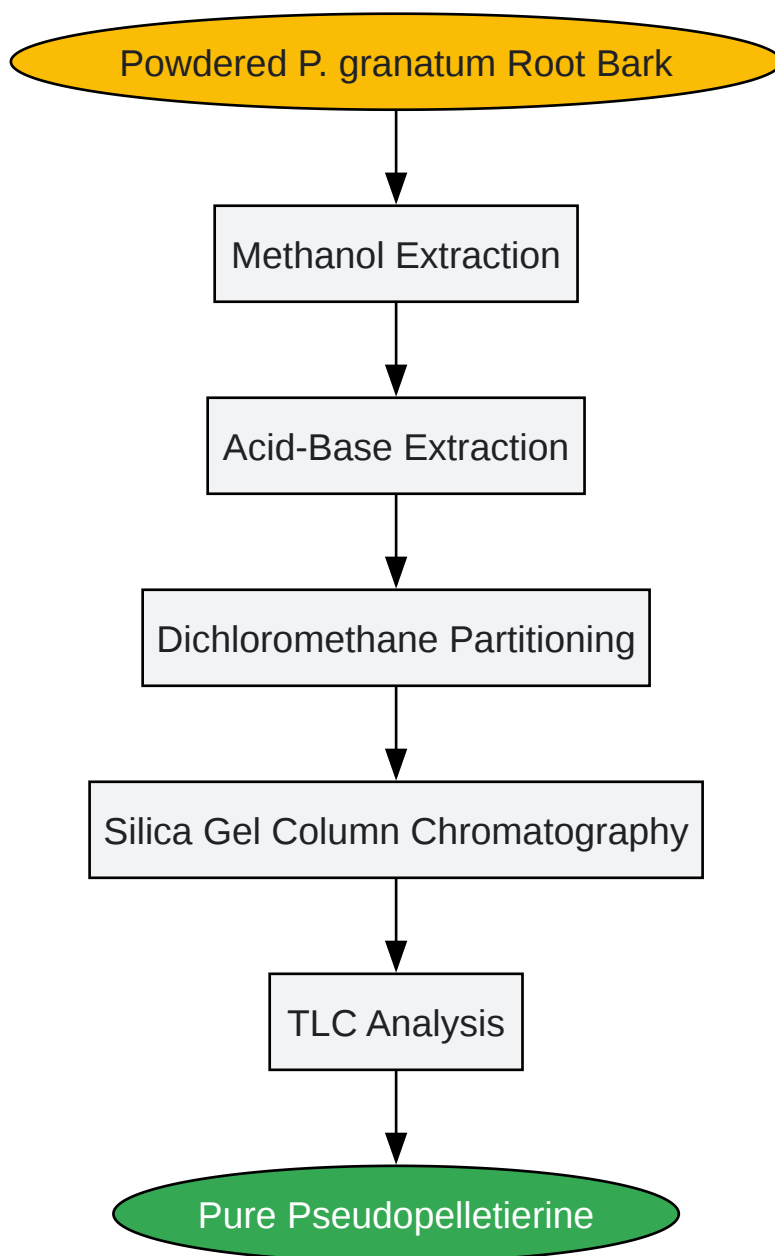 Powdered P. granatum Root Bark
Methanol Extraction
Acid-Base Extraction
Dichloromethane Partitioning
Silica Gel Column Chromatography
TLC Analysis
Pure Pseudopelletierine